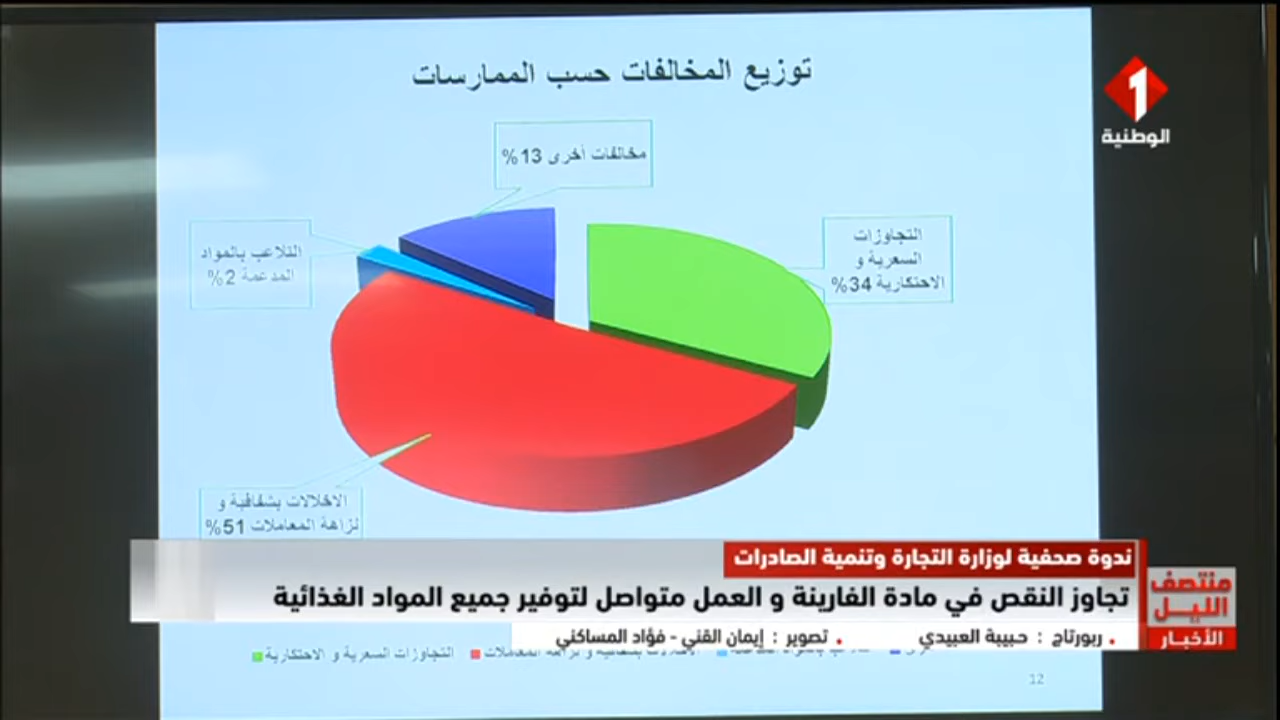 توزيع المخالفات حسب الممارسات
1
الوطنية
مخالفات أخرى 13%
التجاوزات
السعرية و
الاحتكارية 34%
التلاعب بالمواد
المدعمة 2%
الاخلالات بشفافية و
نزاهة المعاملات 51%
ندوة صحفية لوزارة التجارة وتنمية الصادرات
تجاوز النقص في مادة الفارينة و العمل متواصل لتوفير جميع المواد الغذائية
ربورتاج : حبيبة العبيدي . تصوير : إيمان القني - فؤاد المساكني
منتصف
الليل
الأخبار
التجاوزات السعرية و الاحتكارية
12